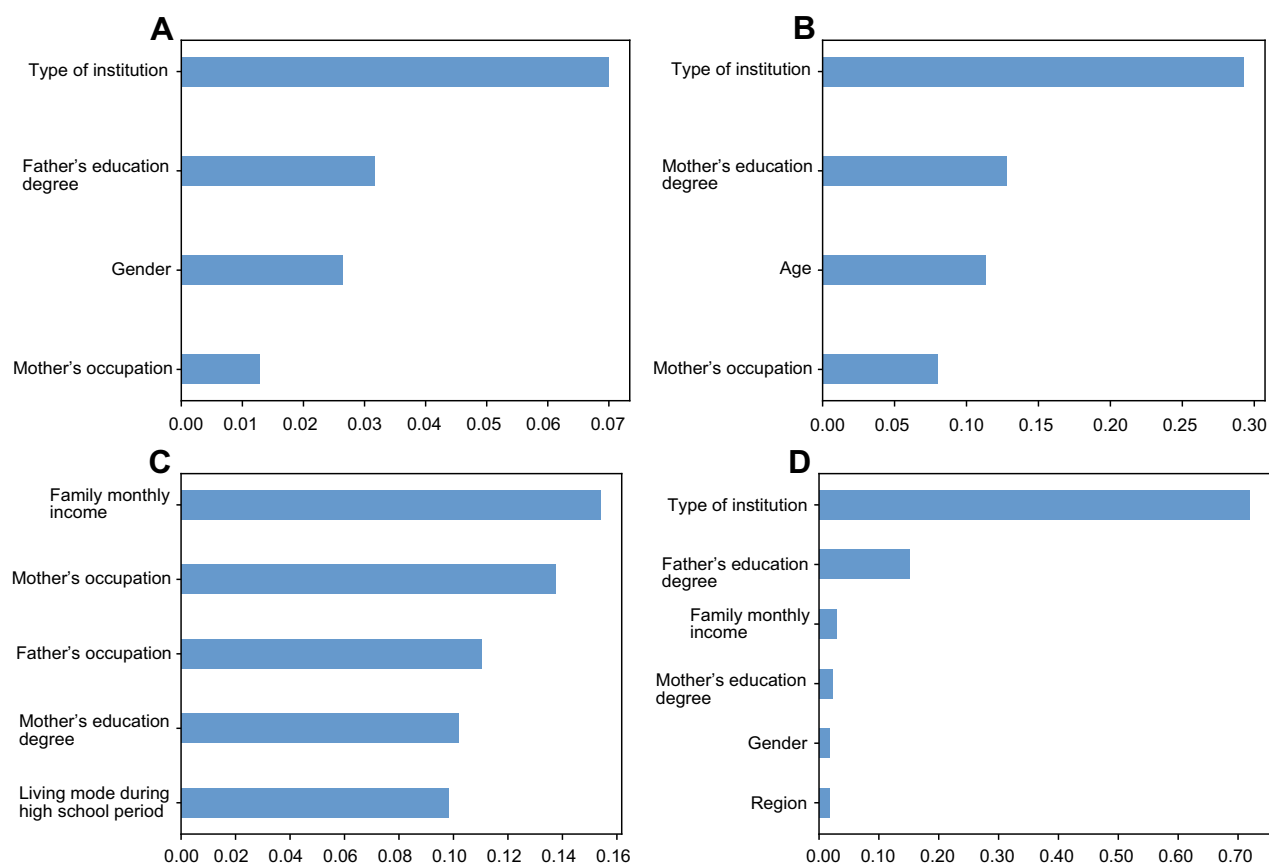 A
Type of institution
Father’s education
degree
Gender
Mother’s occupation
0.00 0.01 0.02 0.03 0.04 0.05 0.06 0.07
B
Type of institution
Mother’s education
degree
Age
Mother’s occupation
0.00 0.05 0.10 0.15 0.20 0.25 0.30
C
Family monthly
income
Mother’s occupation
Father’s occupation
Mother’s education
degree
Living mode during
high school period
0.00 0.02 0.04 0.06 0.08 0.10 0.12 0.14 0.16
D
Type of institution
Father’s education
degree
Family monthly
income
Mother’s education
degree
Gender
Region
0.00 0.10 0.20 0.30 0.40 0.50 0.60 0.70